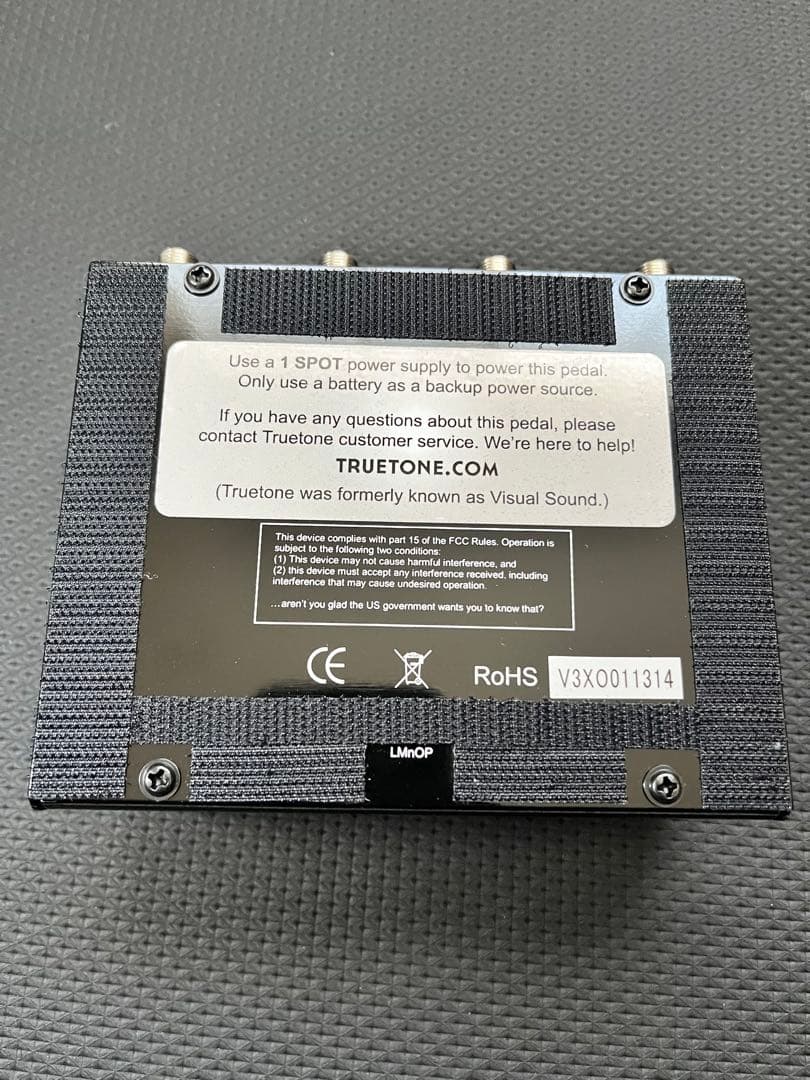 Use a 1 SPOT power supply to power this pedal.
Only use a battery as a backup power source.
If you have any questions about this pedal, please
contact Truetone customer service. We're here to help!
TRUETONE.COM
(Truetone was formerly known as Visual Sound.)
This device complies with part 15 of the FCC Rules. Operation is
subject to the following two conditions:
(1) This device may not cause harmful interference, and
(2) this device must accept any interference received, including
interference that may cause undesired operation.
...aren't you glad the US government wants you to know that?
CE RoHS V3XO011314
LMnOP